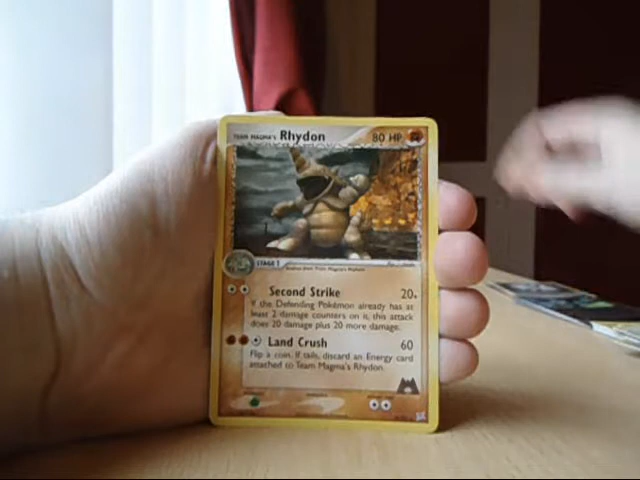 TEAM MAGMA'S Rhydon 80 HP
STAGE 1
Second Strike 20+
If the Defending Pokémon already has at
least 2 damage counters on it, this attack
does 20 damage plus 20 more damage.
Land Crush 60
Flip a coin. If tails, discard an Energy card
attached to Team Magma's Rhydon.